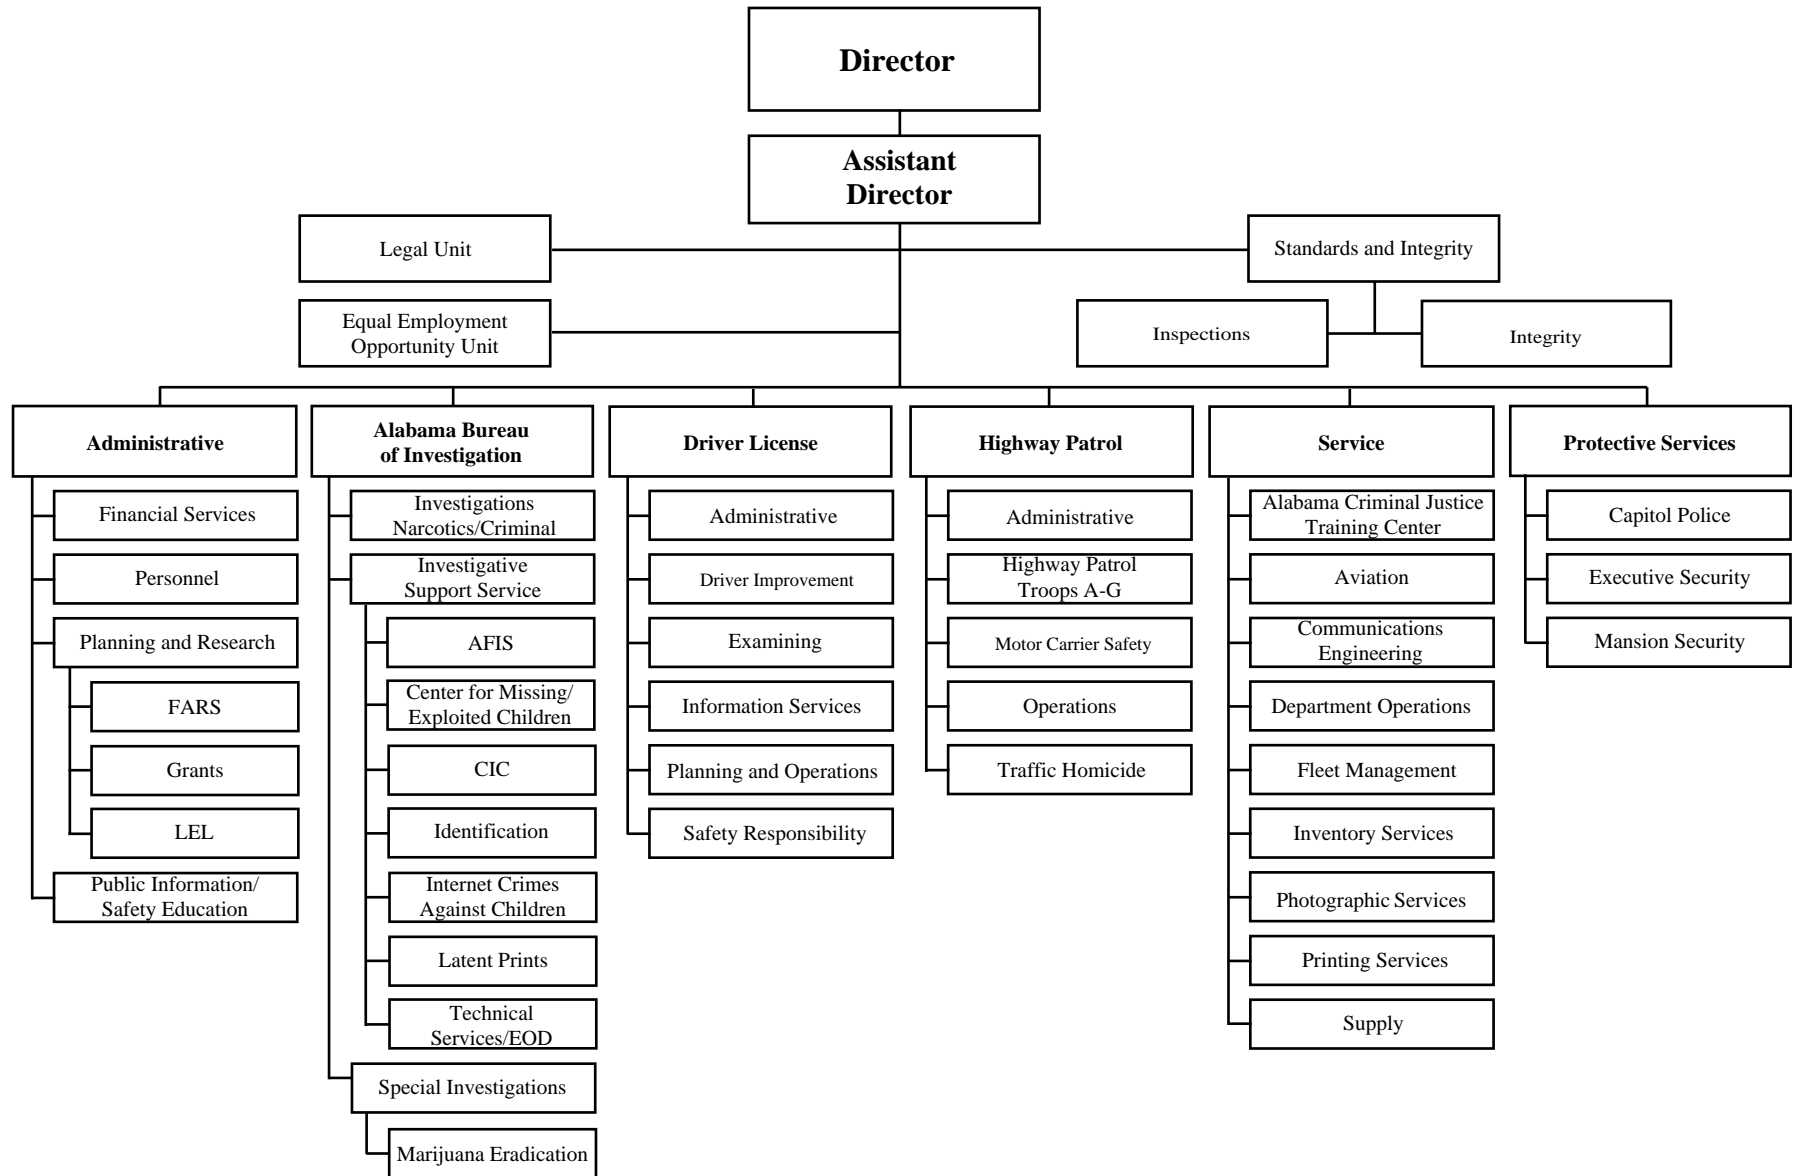 Director
Assistant
Director
Legal Unit
Standards and Integrity
Equal Employment
Opportunity Unit
Inspections
Integrity
Administrative
Financial Services
Personnel
Planning and Research
FARS
Grants
LEL
Public Information/
Safety Education
Alabama Bureau
of Investigation
Investigations
Narcotics/Criminal
Investigative
Support Service
AFIS
Center for Missing/
Exploited Children
CIC
Identification
Internet Crimes
Against Children
Latent Prints
Technical
Services/EOD
Special Investigations
Marijuana Eradication
Driver License
Administrative
Driver Improvement
Examining
Information Services
Planning and Operations
Safety Responsibility
Highway Patrol
Administrative
Highway Patrol
Troops A-G
Motor Carrier Safety
Operations
Traffic Homicide
Service
Alabama Criminal Justice
Training Center
Aviation
Communications
Engineering
Department Operations
Fleet Management
Inventory Services
Photographic Services
Printing Services
Supply
Protective Services
Capitol Police
Executive Security
Mansion Security